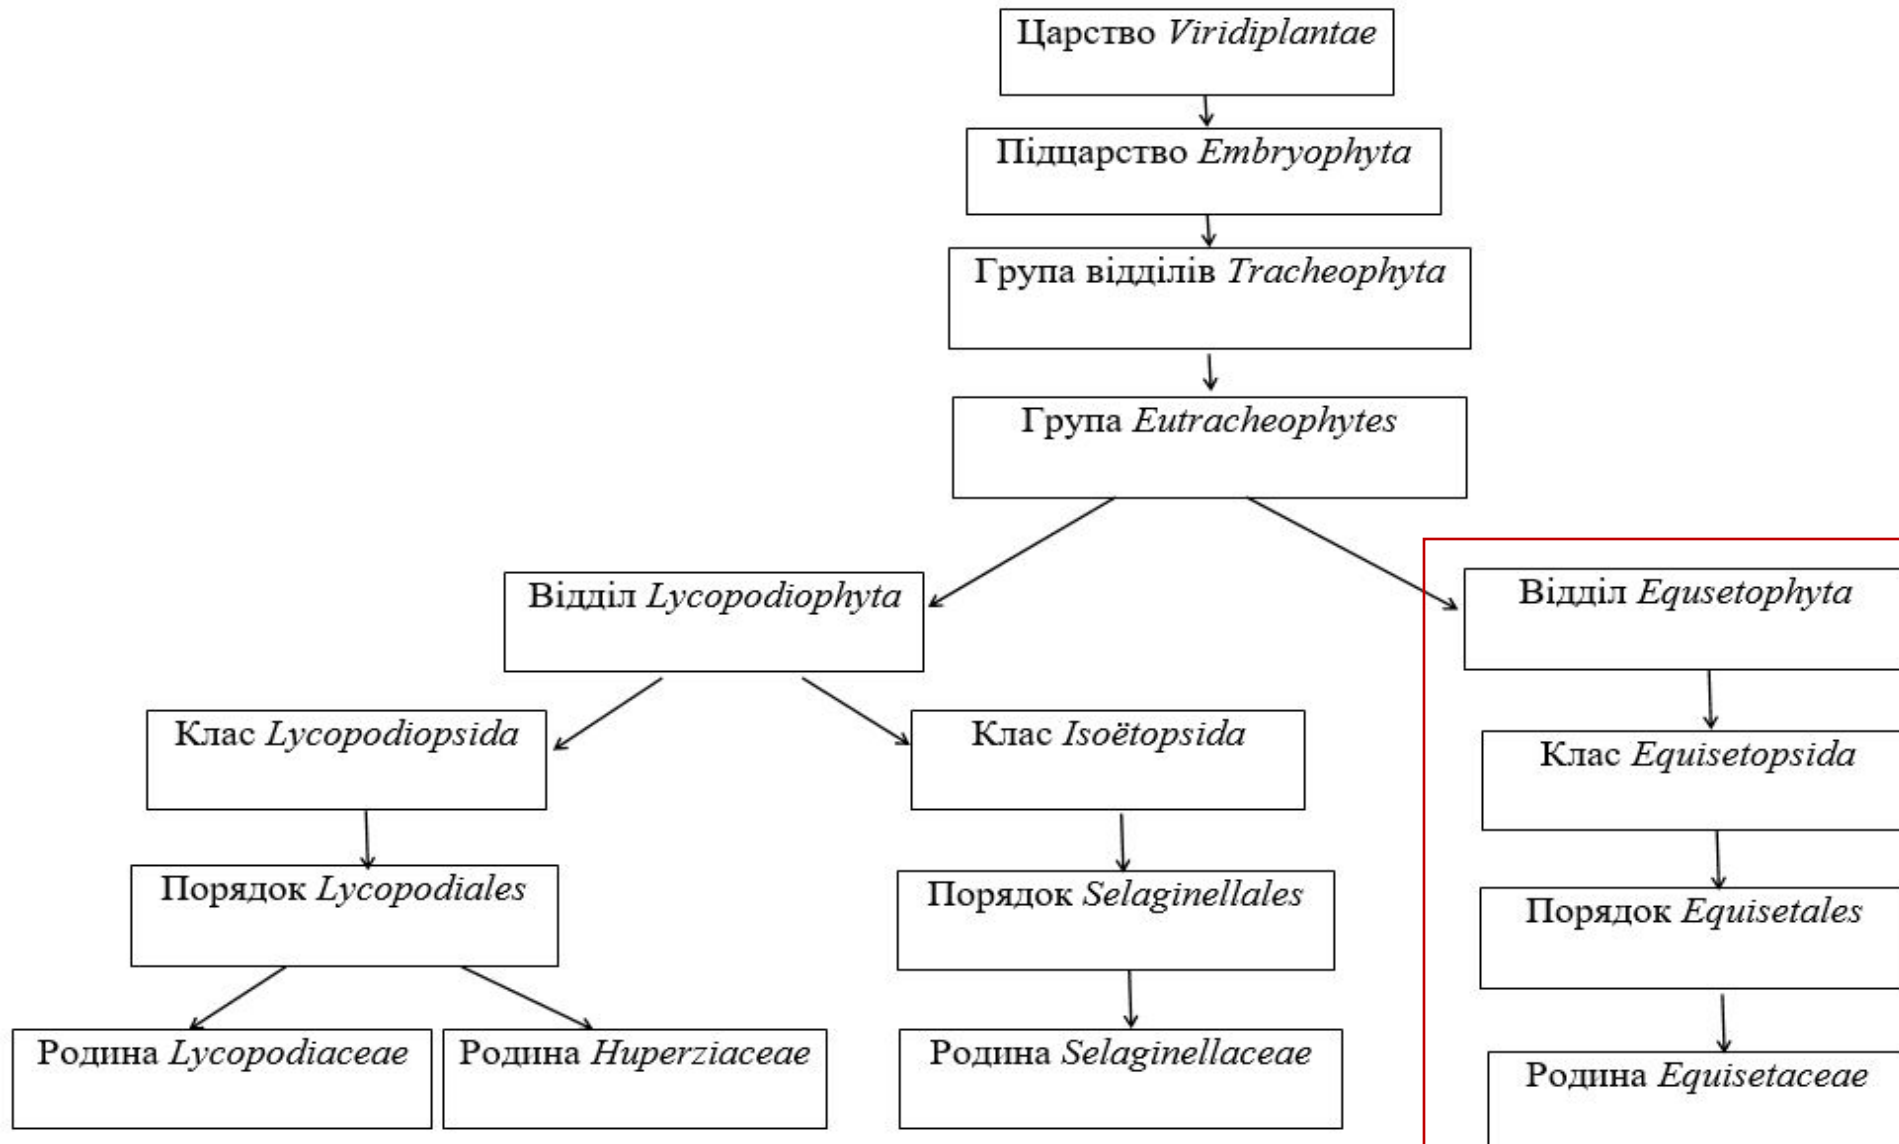 Царство Viridiplantae
Підцарство Embryophyta
Група відділів Tracheophyta
Група Eutracheophytes
Відділ Lycopodiophyta
Відділ Equsetophyta
Клас Lycopodiopsida
Клас Isoëtopsida
Клас Equisetopsida
Порядок Lycopodiales
Порядок Selaginellales
Порядок Equisetales
Родина Lycopodiaceae
Родина Huperziaceae
Родина Selaginellaceae
Родина Equisetaceae